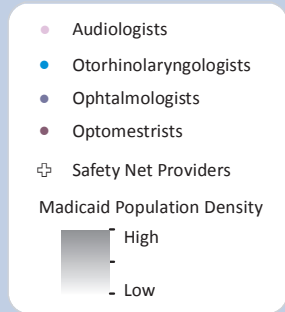 Audiologists
Otorhinolaryngologists
Ophtalmologists
Optomestrists
Safety Net Providers
Madicaid Population Density
High
Low